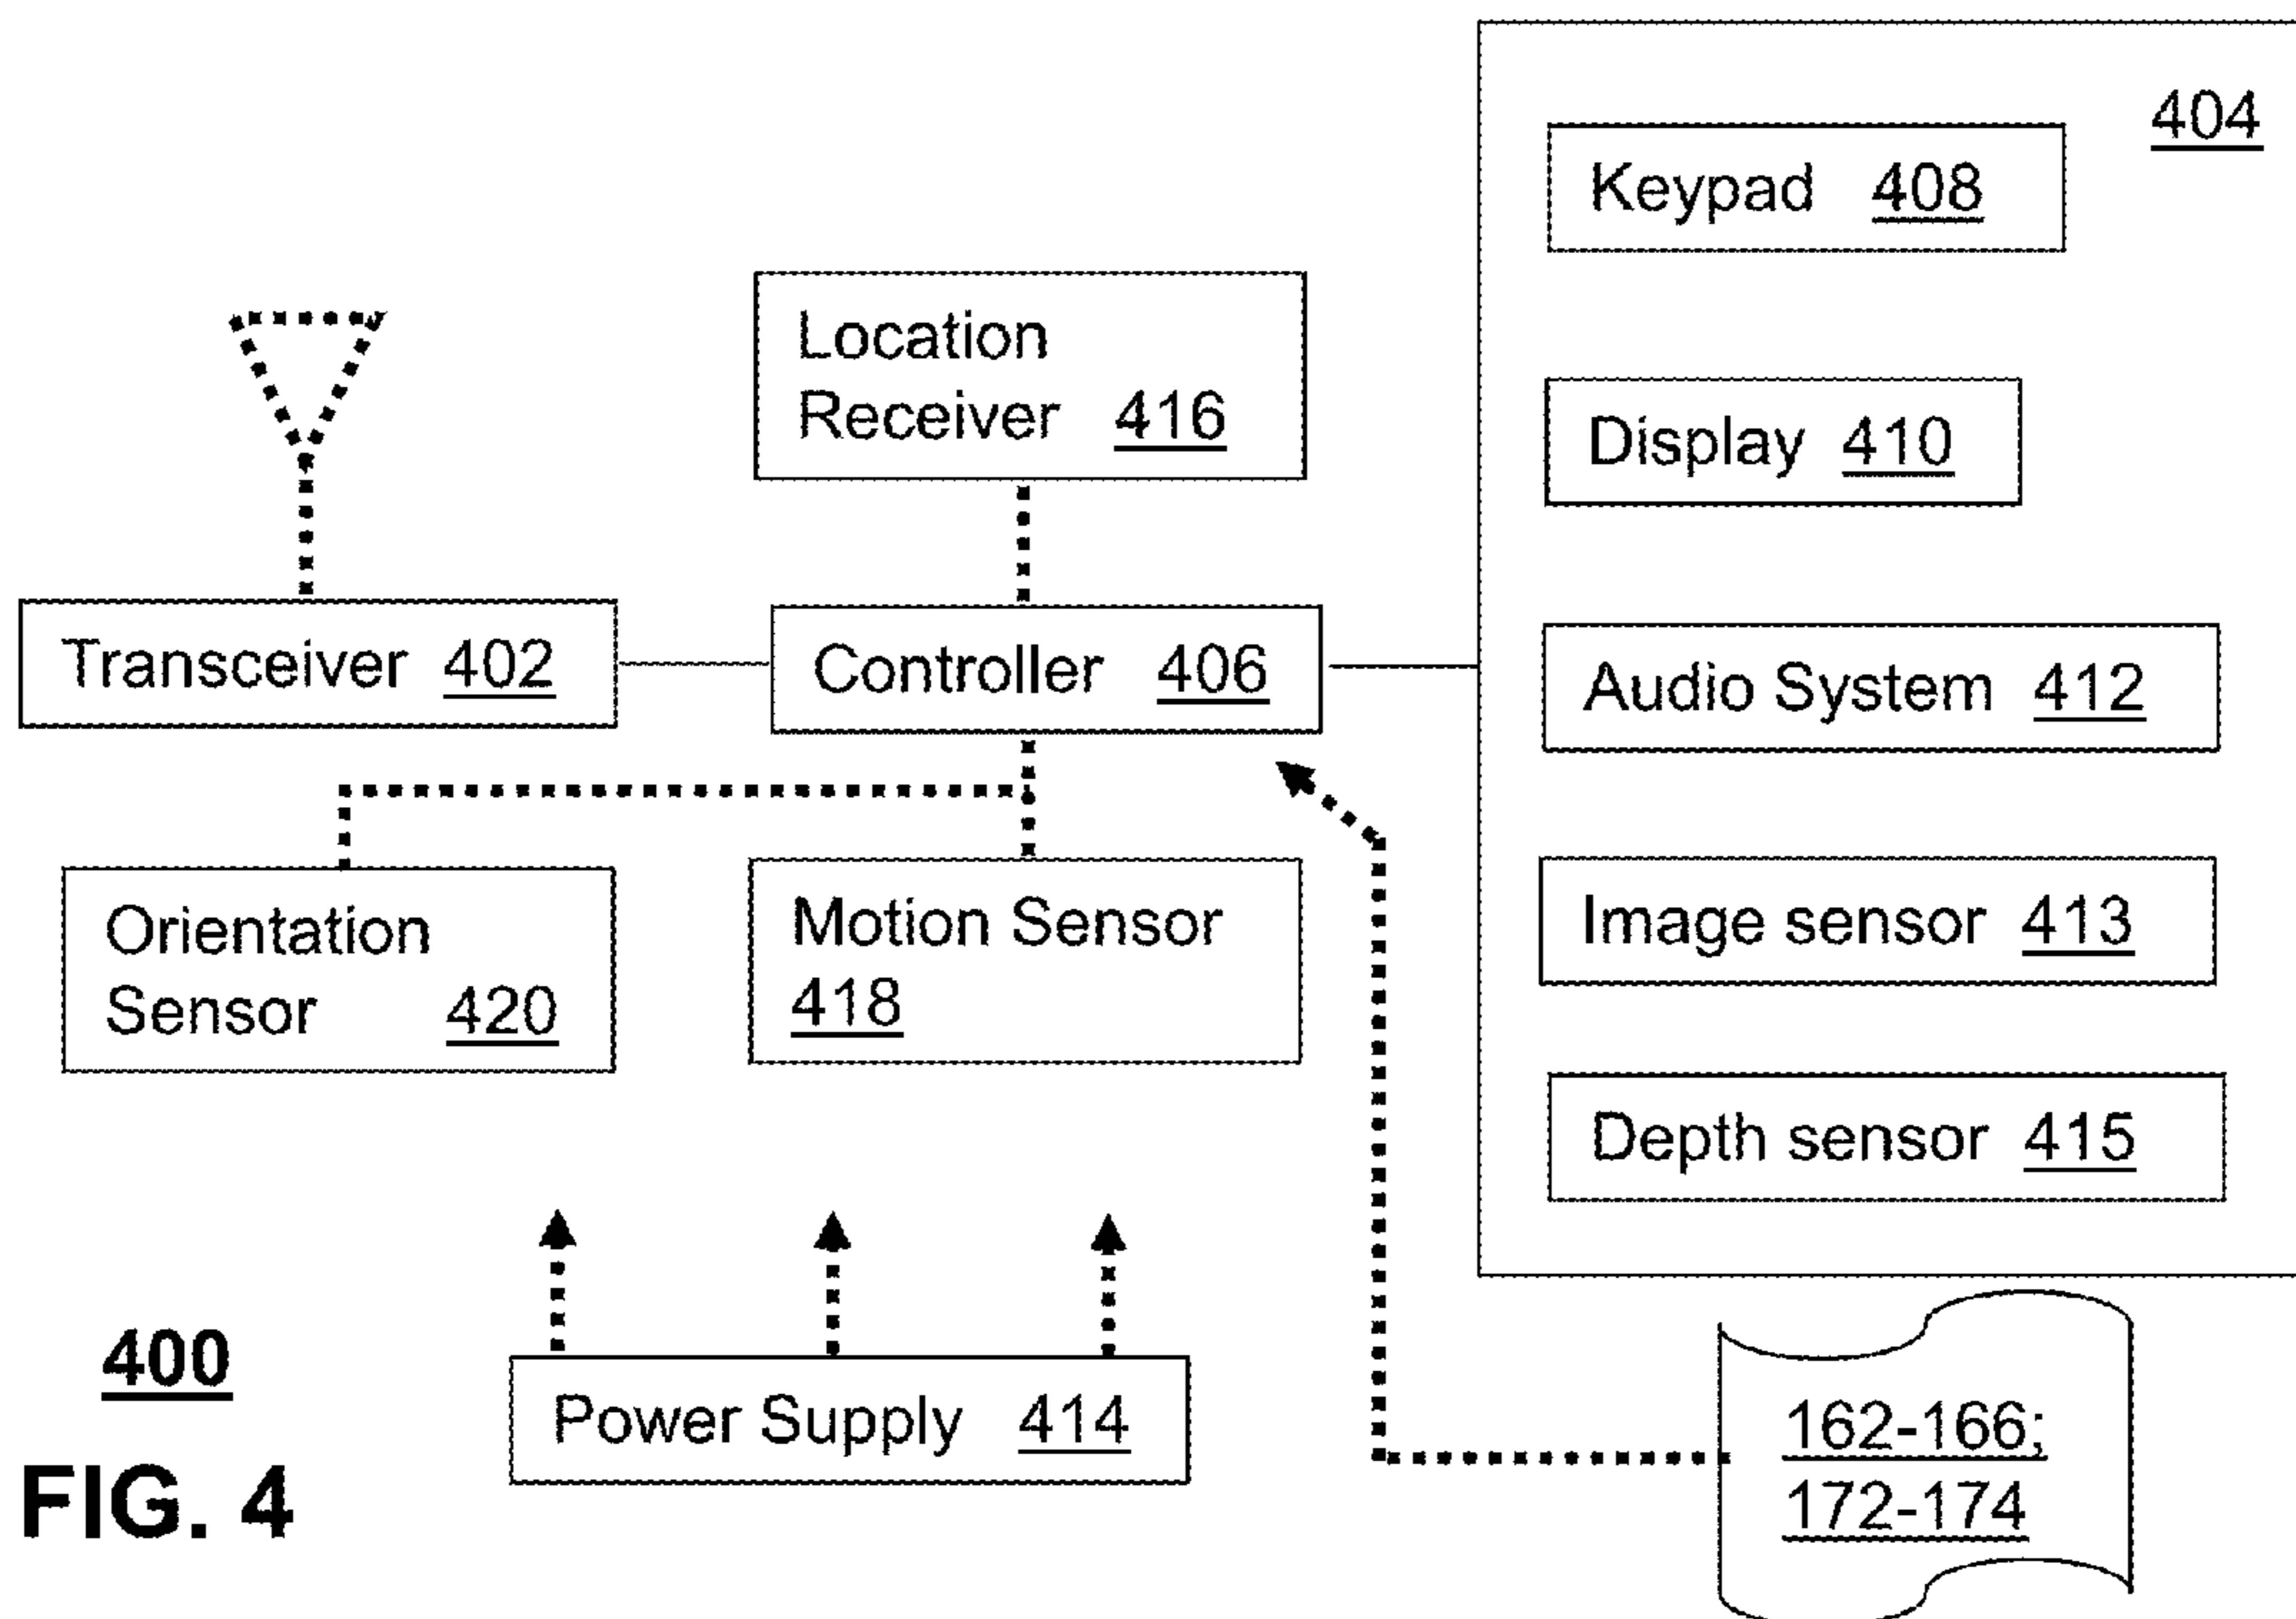 404
Keypad 408
Location
Receiver 416
Display 410
Transceiver 402
Controller 406
Audio System 412
Orientation
Sensor 420
Motion Sensor
418
Image sensor 413
Depth sensor 415
400
Power Supply 414
162-166;
172-174
FIG. 4